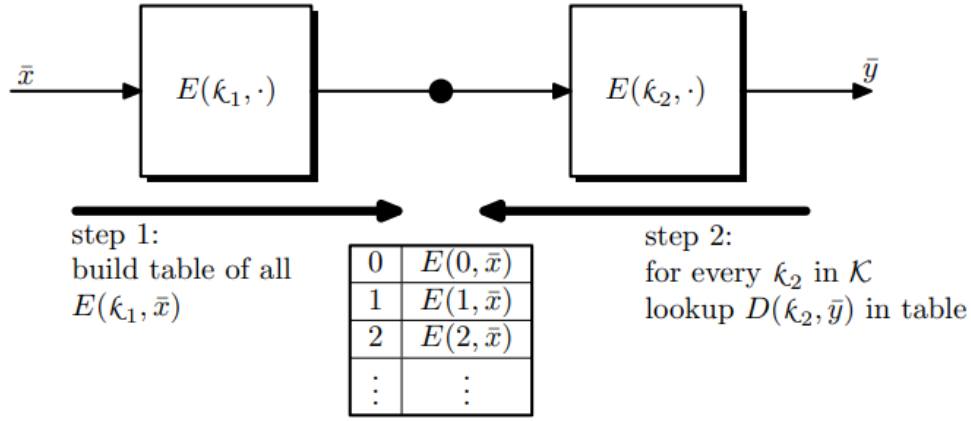 x̄
E(k₁, ·)
E(k₂, ·)
ȳ
step 1:
build table of all
E(k₁, x̄)
0 E(0, x̄)
1 E(1, x̄)
2 E(2, x̄)
⋮ ⋮
step 2:
for every k₂ in 𝒦
lookup D(k₂, ȳ) in table